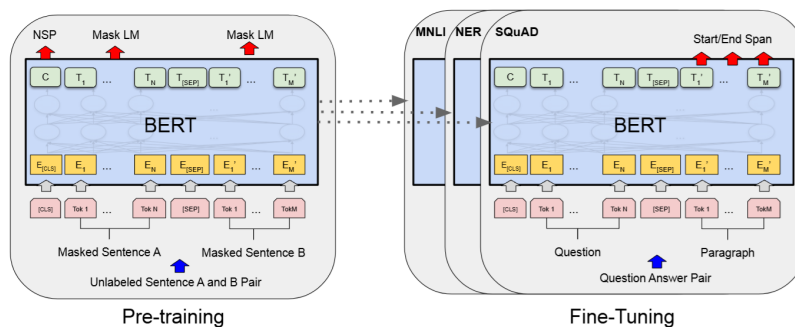 NSP Mask LM Mask LM
C T1 ... TN T[SEP] T1' ... TM'
BERT
E[CLS] E1 ... EN E[SEP] E1' ... EM'
[CLS] Tok 1 ... Tok N [SEP] Tok 1 ... TokM
Masked Sentence A Masked Sentence B
Unlabeled Sentence A and B Pair
Pre-training
MNLI NER SQuAD
Start/End Span
C T1 ... TN T[SEP] T1' ... TM'
BERT
E[CLS] E1 ... EN E[SEP] E1' ... EM'
[CLS] Tok 1 ... Tok N [SEP] Tok 1 ... TokM
Question Paragraph
Question Answer Pair
Fine-Tuning